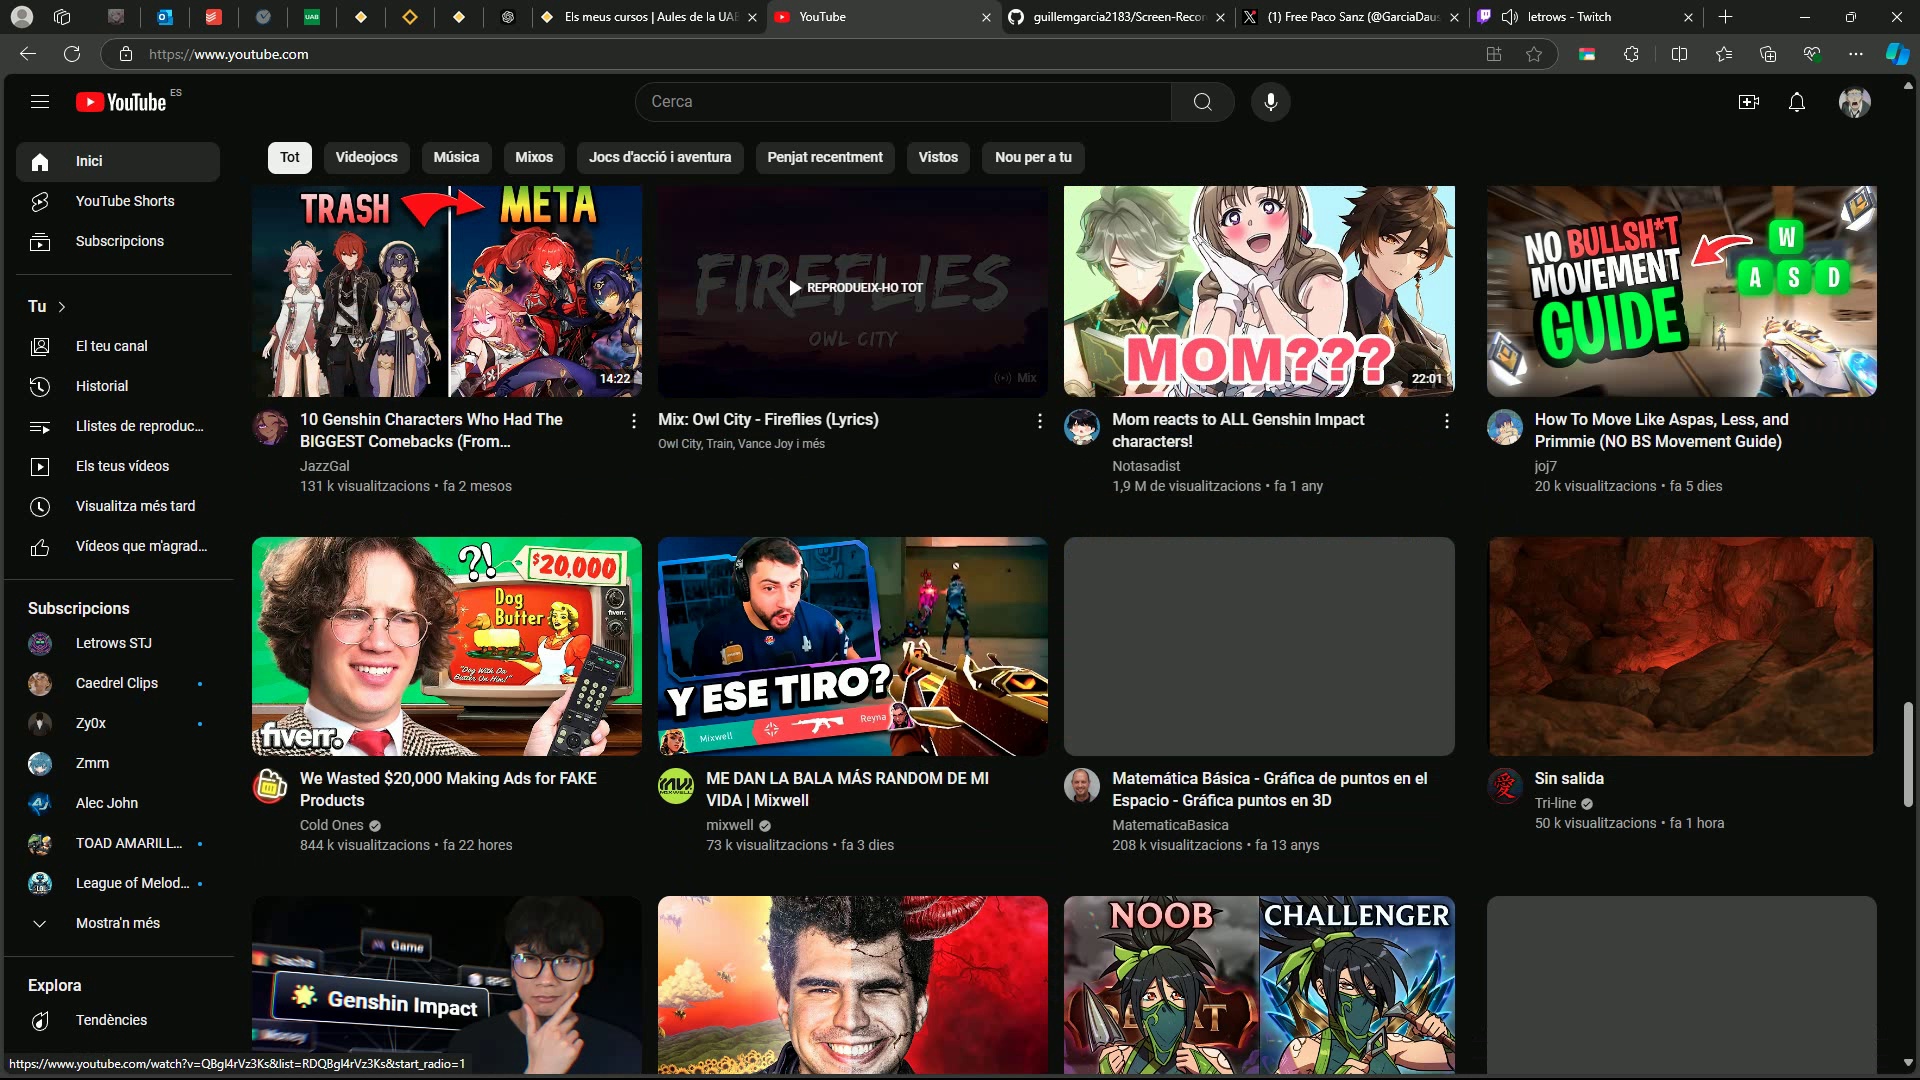 UAB
Els meus cursos | Aules de la UAB
YouTube
guillemgarcia2183/Screen-Recor
(1) Free Paco Sanz (@GarciaDaus
letrows - Twitch
https://www.youtube.com
YouTube
ES
Cerca
Inici
YouTube Shorts
Subscripcions
Tu
El teu canal
Historial
Llistes de reproduc...
Els teus vídeos
Visualitza més tard
Vídeos que m'agrad...
Subscripcions
Letrows STJ
Caedrel Clips
Zy0x
Zmm
Alec John
TOAD AMARILL...
League of Melod...
Mostra'n més
Explora
Tendències
Tot
Videojocs
Música
Mixos
Jocs d'acció i aventura
Penjat recentment
Vistos
Nou per a tu
TRASH
META
14:22
10 Genshin Characters Who Had The
BIGGEST Comebacks (From...
JazzGal
131 k visualitzacions • fa 2 mesos
FIREFLIES
REPRODUEIX-HO TOT
OWL CITY
Mix
Mix: Owl City - Fireflies (Lyrics)
Owl City, Train, Vance Joy i més
MOM???
22:01
Mom reacts to ALL Genshin Impact
characters!
Notasadist
1,9 M de visualitzacions • fa 1 any
NO BULLSH*T
MOVEMENT
GUIDE
W
A S D
How To Move Like Aspas, Less, and
Primmie (NO BS Movement Guide)
joj7
20 k visualitzacions • fa 5 dies
?!
$20,000
Dog
Butter
"Dog With Da
Butter On Him!"
fiverr.
fiverr.
We Wasted $20,000 Making Ads for FAKE
Products
Cold Ones
844 k visualitzacions • fa 22 hores
Y ESE TIRO?
Mixwell
Reyna
MIXWELL
ME DAN LA BALA MÁS RANDOM DE MI
VIDA | Mixwell
mixwell
73 k visualitzacions • fa 3 dies
Matemática Básica - Gráfica de puntos en el
Espacio - Gráfica puntos en 3D
MatematicaBasica
208 k visualitzacions • fa 13 anys
愛
Sin salida
Tri-line
50 k visualitzacions • fa 1 hora
Game
Genshin Impact
NOOB
CHALLENGER
https://www.youtube.com/watch?v=QBgl4rVz3Ks&list=RDQBgl4rVz3Ks&start_radio=1